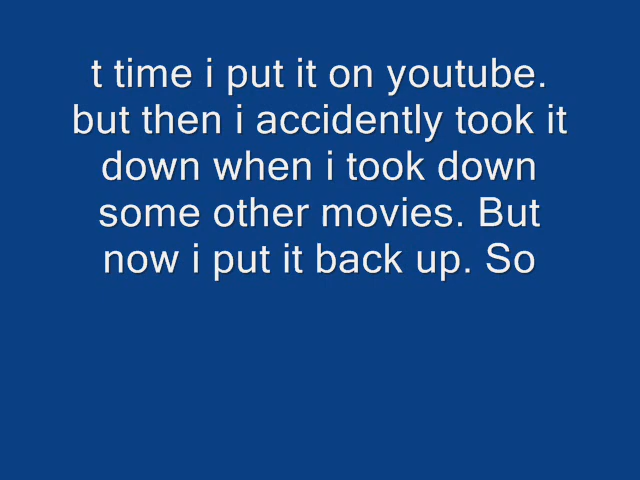 t time i put it on youtube.
but then i accidently took it
down when i took down
some other movies. But
now i put it back up. So